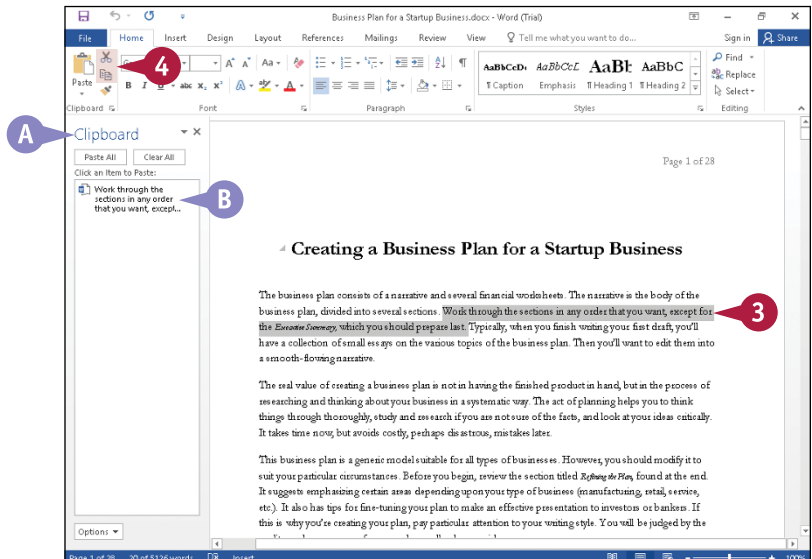 Business Plan for a Startup Business.docx - Word (Trial)
File Home Insert Design Layout References Mailings Review View Tell me what you want to do... Sign in Share
4
Paste
B I U abc X₂ X² A A
A A Aa
AaBbCcDı AaBbCcL AaBb AaBbC
¶ Caption Emphasis ¶ Heading 1 ¶ Heading 2
Find
Replace
Select
Clipboard Font Paragraph Styles Editing
A
Clipboard
Paste All Clear All
Click an Item to Paste:
Work through the
sections in any order
that you want, except...
B
Page 1 of 28
Creating a Business Plan for a Startup Business
The business plan consists of a narrative and several financial worksheets. The narrative is the body of the
business plan, divided into several sections. Work through the sections in any order that you want, except for
3
the Executive Summary, which you should prepare last. Typically, when you finish writing your first draft, you'll
have a collection of small essays on the various topics of the business plan. Then you'll want to edit them into
a smooth-flowing narrative.
The real value of creating a business plan is not in having the finished product in hand, but in the process of
researching and thinking about your business in a systematic way. The act of planning helps you to think
things through thoroughly, study and research if you are not sure of the facts, and look at your ideas critically.
It takes time now, but avoids costly, perhaps disastrous, mistakes later.
This business plan is a generic model suitable for all types of businesses. However, you should modify it to
suit your particular circumstances. Before you begin, review the section titled Refining the Plan, found at the end.
It suggests emphasizing certain areas depending upon your type of business (manufacturing, retail, service,
etc.). It also has tips for fine-tuning your plan to make an effective presentation to investors or bankers. If
this is why you're creating your plan, pay particular attention to your writing style. You will be judged by the
Options
Page 1 of 28 20 of 5126 words Insert 100%